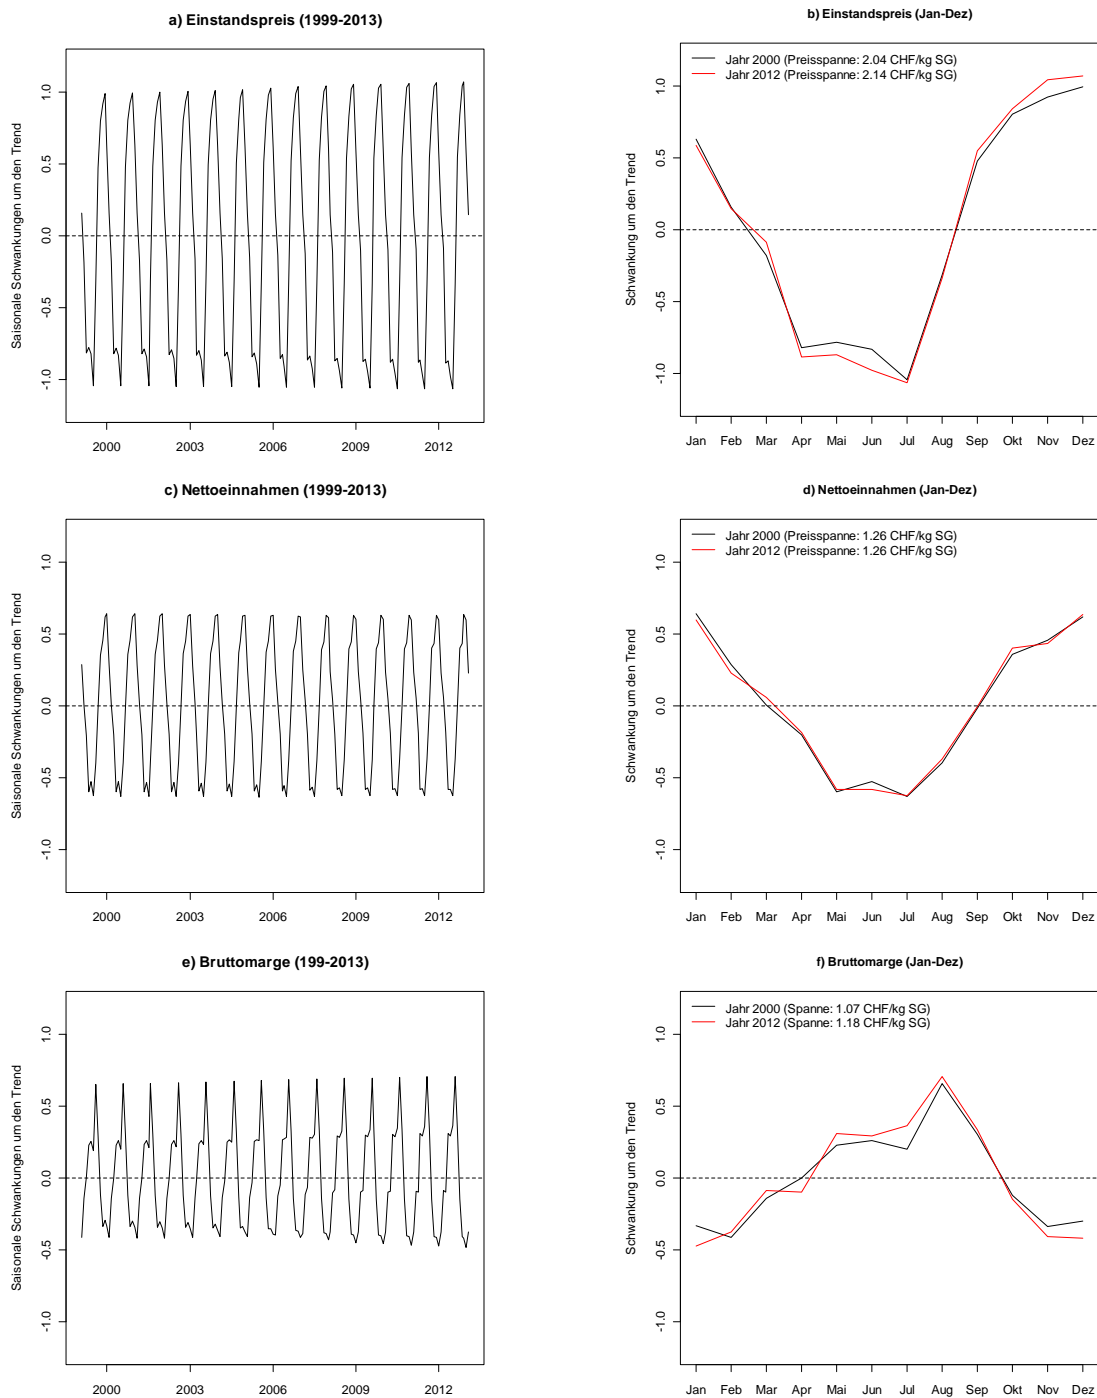 a) Einstandspreis (1999-2013)
Saisonale Schwankungen um den Trend
1.0
0.5
0.0
-0.5
-1.0
2000 2003 2006 2009 2012
b) Einstandspreis (Jan-Dez)
Jahr 2000 (Preisspanne: 2.04 CHF/kg SG)
Jahr 2012 (Preisspanne: 2.14 CHF/kg SG)
Schwankung um den Trend
1.0
0.5
0.0
-0.5
-1.0
Jan Feb Mar Apr Mai Jun Jul Aug Sep Okt Nov Dez
c) Nettoeinnahmen (1999-2013)
Saisonale Schwankungen um den Trend
1.0
0.5
0.0
-0.5
-1.0
2000 2003 2006 2009 2012
d) Nettoeinnahmen (Jan-Dez)
Jahr 2000 (Preisspanne: 1.26 CHF/kg SG)
Jahr 2012 (Preisspanne: 1.26 CHF/kg SG)
Schwankung um den Trend
1.0
0.5
0.0
-0.5
-1.0
Jan Feb Mar Apr Mai Jun Jul Aug Sep Okt Nov Dez
e) Bruttomarge (199-2013)
Saisonale Schwankungen um den Trend
1.0
0.5
0.0
-0.5
-1.0
2000 2003 2006 2009 2012
f) Bruttomarge (Jan-Dez)
Jahr 2000 (Spanne: 1.07 CHF/kg SG)
Jahr 2012 (Spanne: 1.18 CHF/kg SG)
Schwankung um den Trend
1.0
0.5
0.0
-0.5
-1.0
Jan Feb Mar Apr Mai Jun Jul Aug Sep Okt Nov Dez